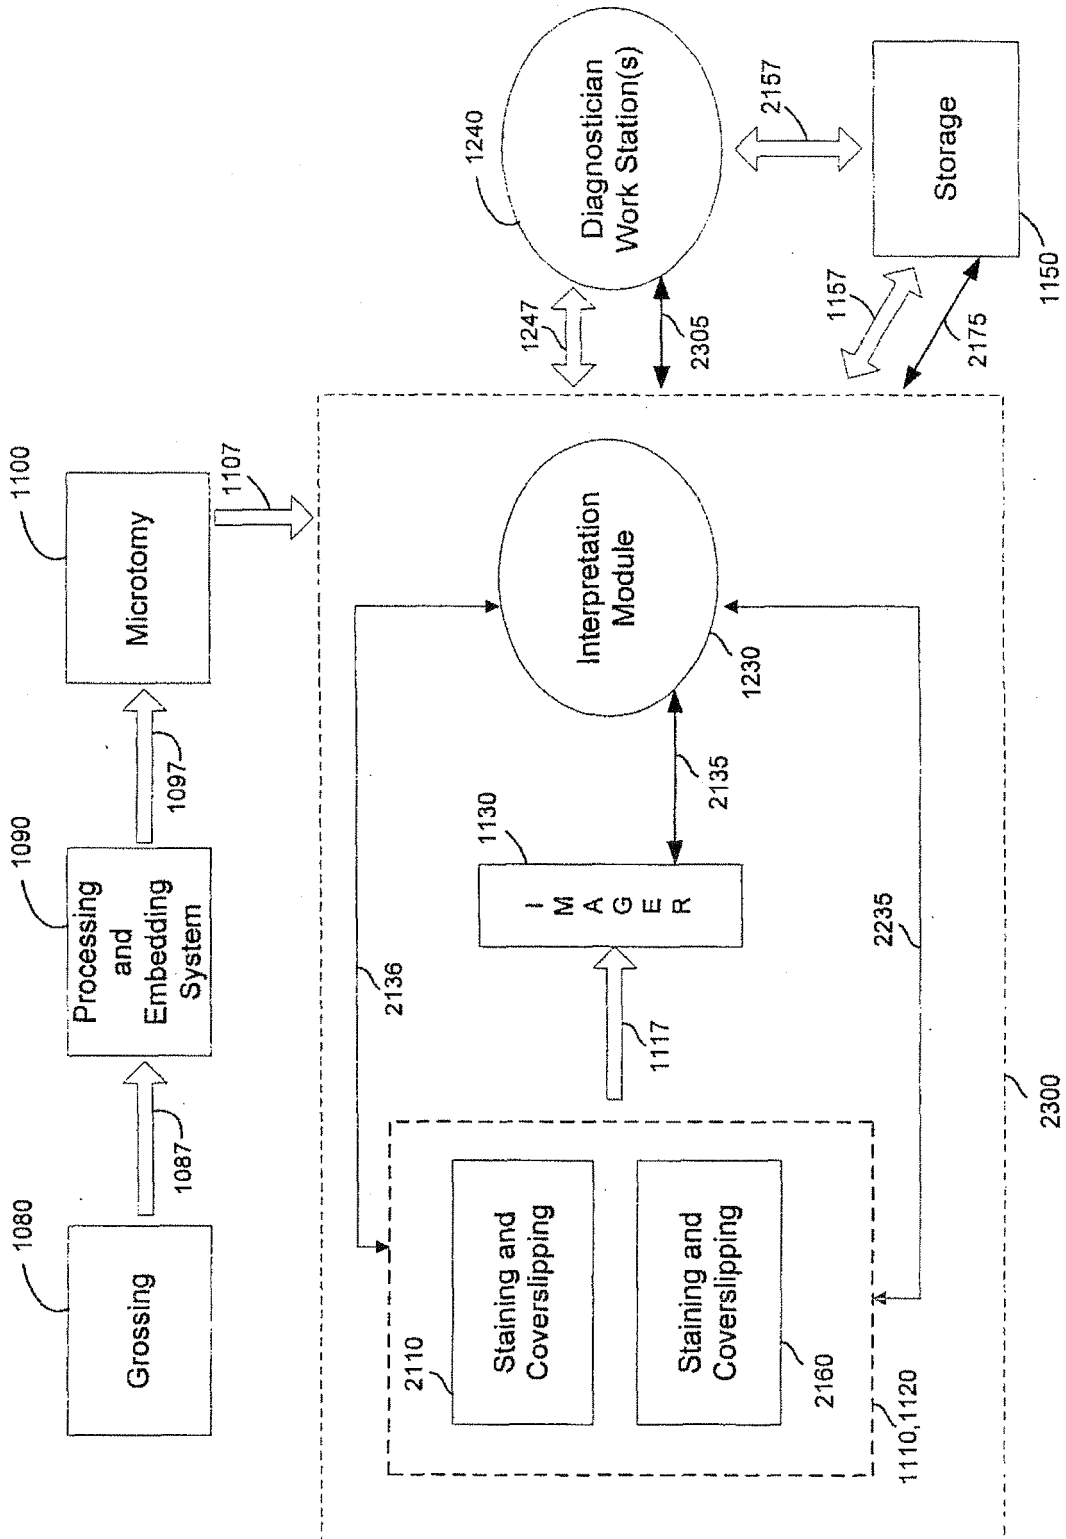 1080
Grossing
1087
1090
Processing
and
Embedding
System
1097
1100
Microtomy
1107
2110
Staining and
Coverslipping
Staining and
Coverslipping
2160
1110,1120
2136
1117
1130
I
M
A
G
E
R
2135
Interpretation
Module
1230
2235
2300
1247
2305
1240
Diagnostician
Work Station(s)
2157
1157
2175
Storage
1150